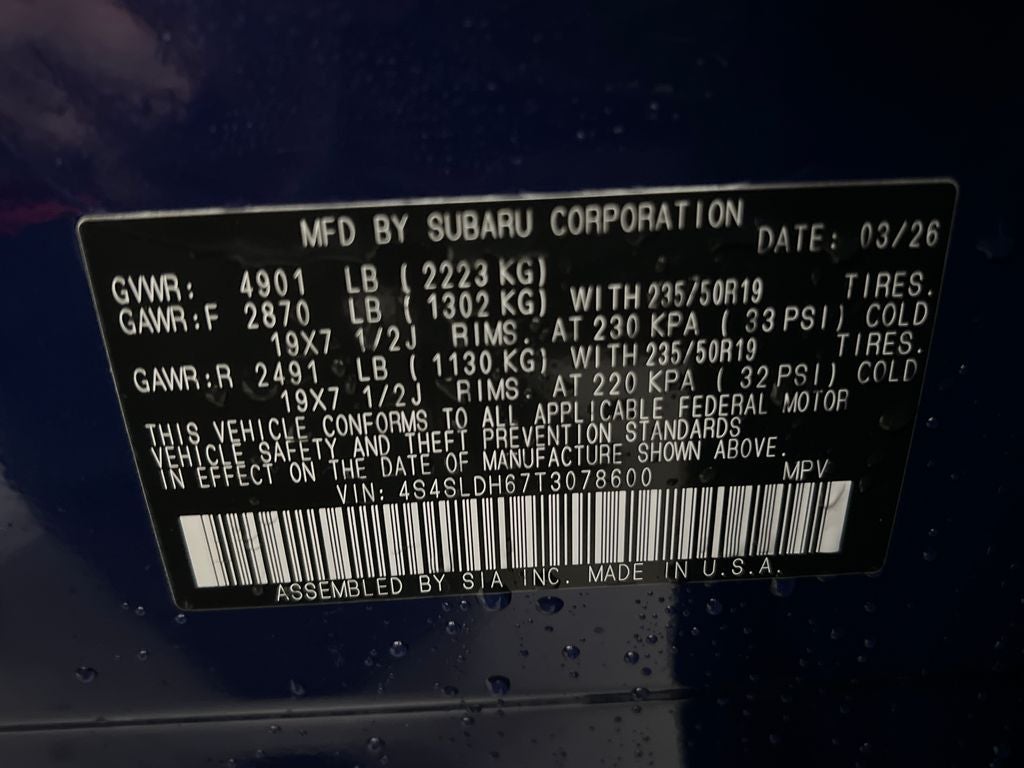 MFD BY SUBARU CORPORATION DATE: 03/26
GVWR: 4901 LB ( 2223 KG)
GAWR:F 2870 LB ( 1302 KG) WITH 235/50R19 TIRES.
19X7 1/2J RIMS. AT 230 KPA ( 33 PSI) COLD
GAWR:R 2491 LB ( 1130 KG) WITH 235/50R19 TIRES.
19X7 1/2J RIMS. AT 220 KPA ( 32 PSI) COLD
THIS VEHICLE CONFORMS TO ALL APPLICABLE FEDERAL MOTOR
VEHICLE SAFETY AND THEFT PREVENTION STANDARDS
IN EFFECT ON THE DATE OF MANUFACTURE SHOWN ABOVE.
VIN: 4S4SLDH67T3078600 MPV
ASSEMBLED BY SIA INC. MADE IN U.S.A.